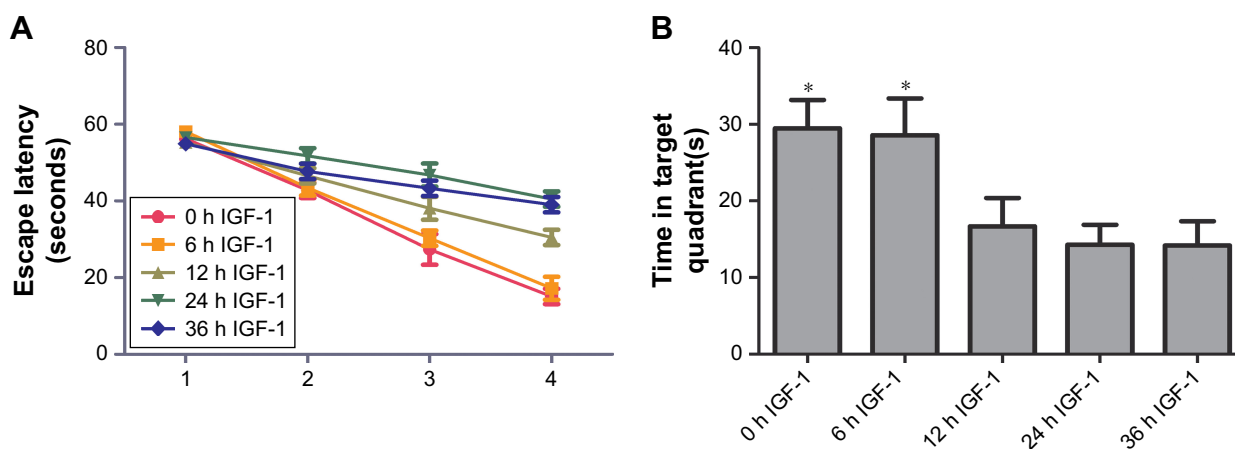 A
Escape latency
(seconds)
80
60
40
20
0
1 2 3 4
0 h IGF-1
6 h IGF-1
12 h IGF-1
24 h IGF-1
36 h IGF-1
B
Time in target
quadrant(s)
40
30
20
10
0
* *
0 h IGF-1
6 h IGF-1
12 h IGF-1
24 h IGF-1
36 h IGF-1